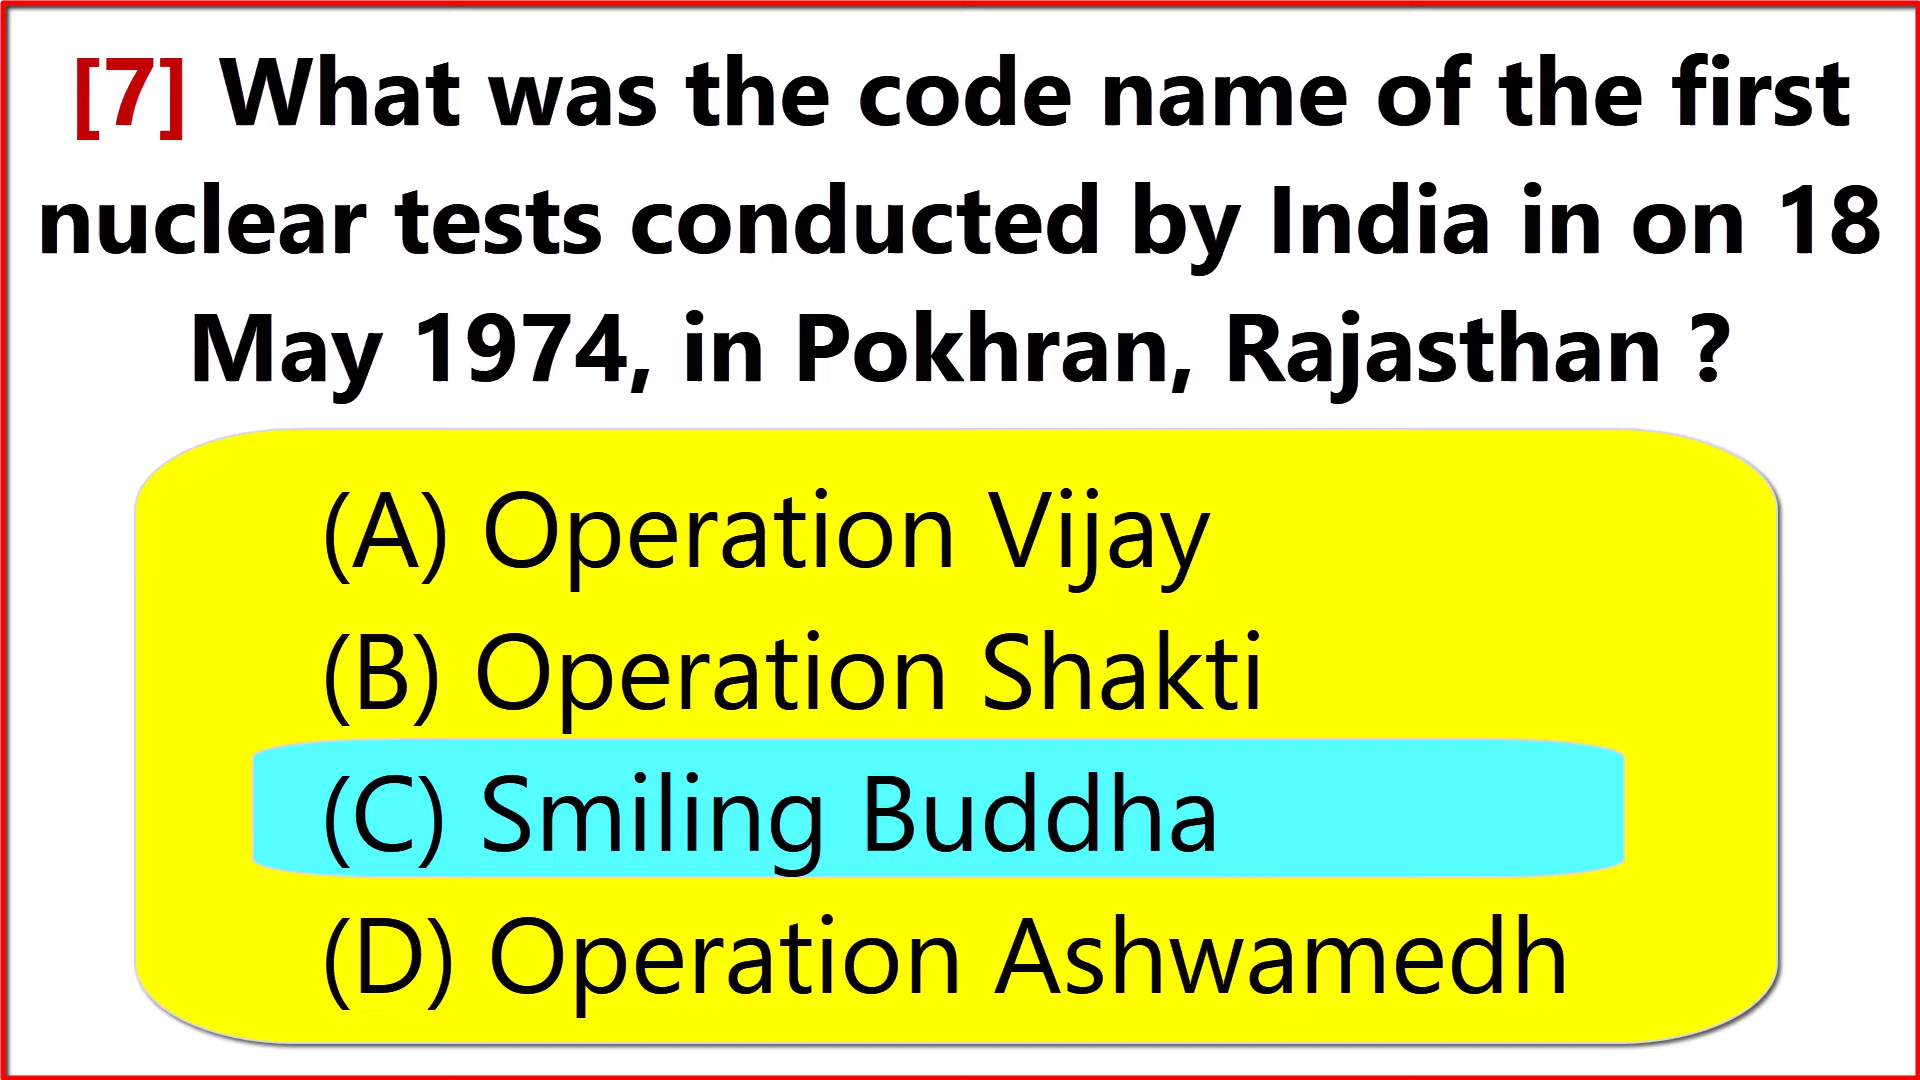 [7] What was the code name of the first
nuclear tests conducted by India in on 18
May 1974, in Pokhran, Rajasthan ?
(A) Operation Vijay
(B) Operation Shakti
(C) Smiling Buddha
(D) Operation Ashwamedh